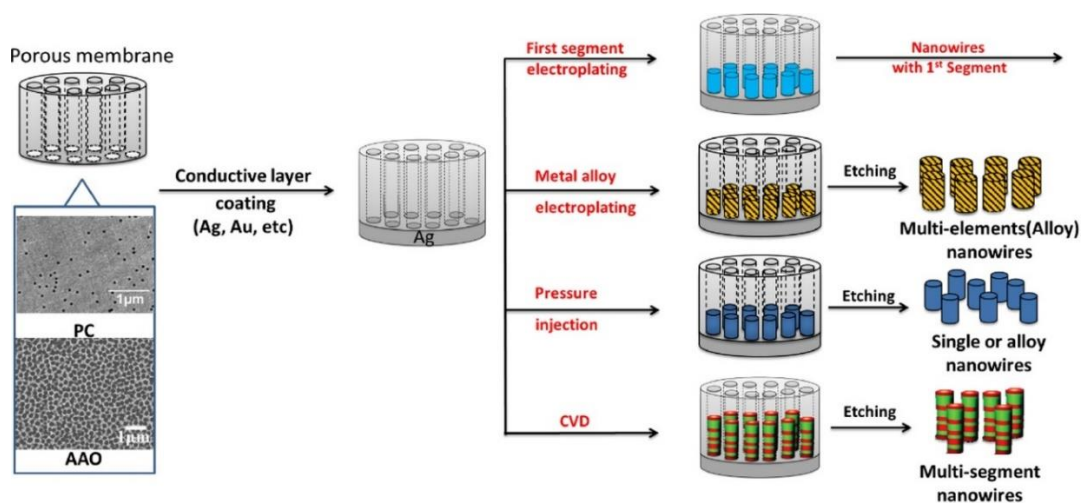 Porous membrane
1μm
PC
1μm
AAO
Conductive layer
coating
(Ag, Au, etc)
Ag
First segment
electroplating
Nanowires
with 1st Segment
Metal alloy
electroplating
Etching
Multi-elements(Alloy)
nanowires
Pressure
injection
Etching
Single or alloy
nanowires
CVD
Etching
Multi-segment
nanowires